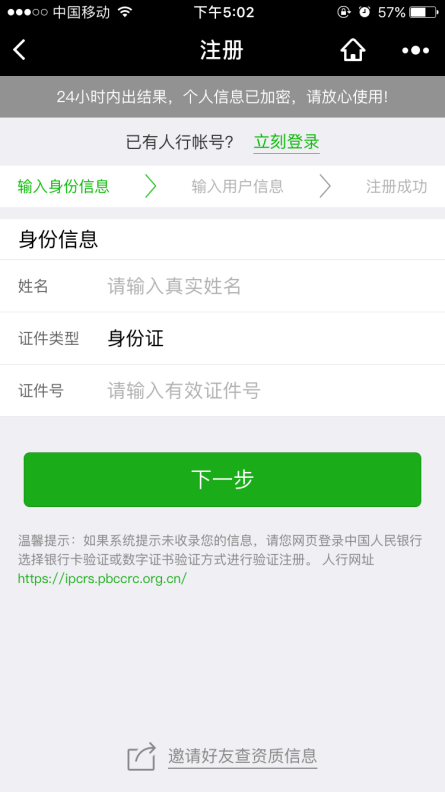 中国移动
下午5:02
57%
注册
24小时内出结果，个人信息已加密，请放心使用!
已有人行帐号? 立刻登录
输入身份信息
输入用户信息
注册成功
身份信息
姓名 请输入真实姓名
证件类型 身份证
证件号 请输入有效证件号
下一步
温馨提示：如果系统提示未收录您的信息，请您网页登录中国人民银行
选择银行卡验证或数字证书验证方式进行验证注册。 人行网址
https://ipcrs.pbccrc.org.cn/
邀请好友查资质信息